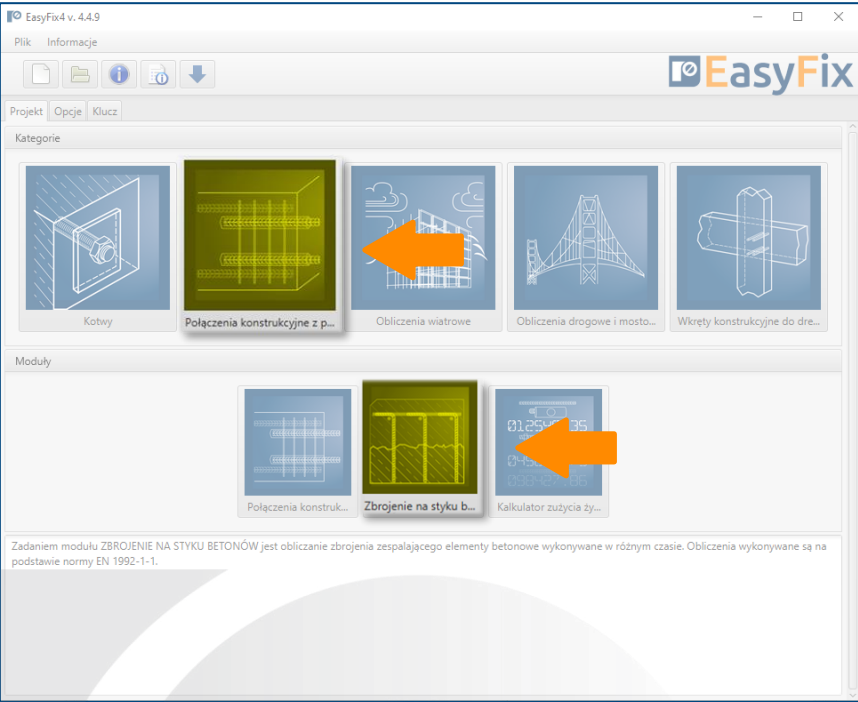 EasyFix4 v. 4.4.9
Plik Informacje
EasyFix
Projekt Opcje Klucz
Kategorie
Kotwy
Połączenia konstrukcyjne z p...
Obliczenia wiatrowe
Obliczenia drogowe i mosto...
Wkręty konstrukcyjne do dre...
Moduły
Połączenia konstruk...
Zbrojenie na styku b...
Kalkulator zużycia ży...
Zadaniem modułu ZBROJENIE NA STYKU BETONÓW jest obliczanie zbrojenia zespalającego elementy betonowe wykonywane w różnym czasie. Obliczenia wykonywane są na
podstawie normy EN 1992-1-1.